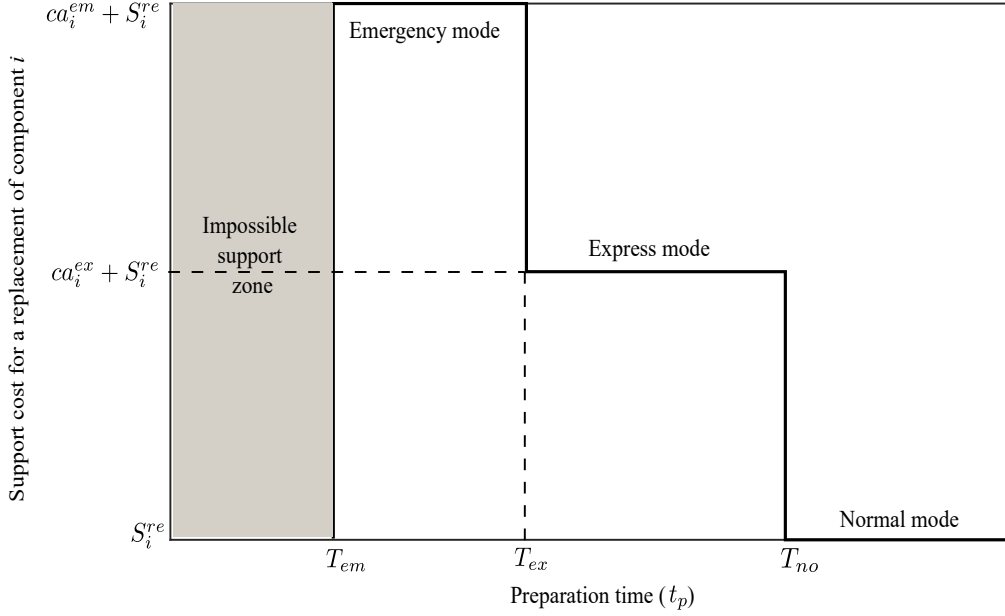 $ca_i^{em} + S_i^{re}$
Emergency mode
Support cost for a replacement of component $i$
Impossible
support
zone
Express mode
$ca_i^{ex} + S_i^{re}$
Normal mode
$S_i^{re}$
$T_{em}$
$T_{ex}$
$T_{no}$
Preparation time ($t_p$)